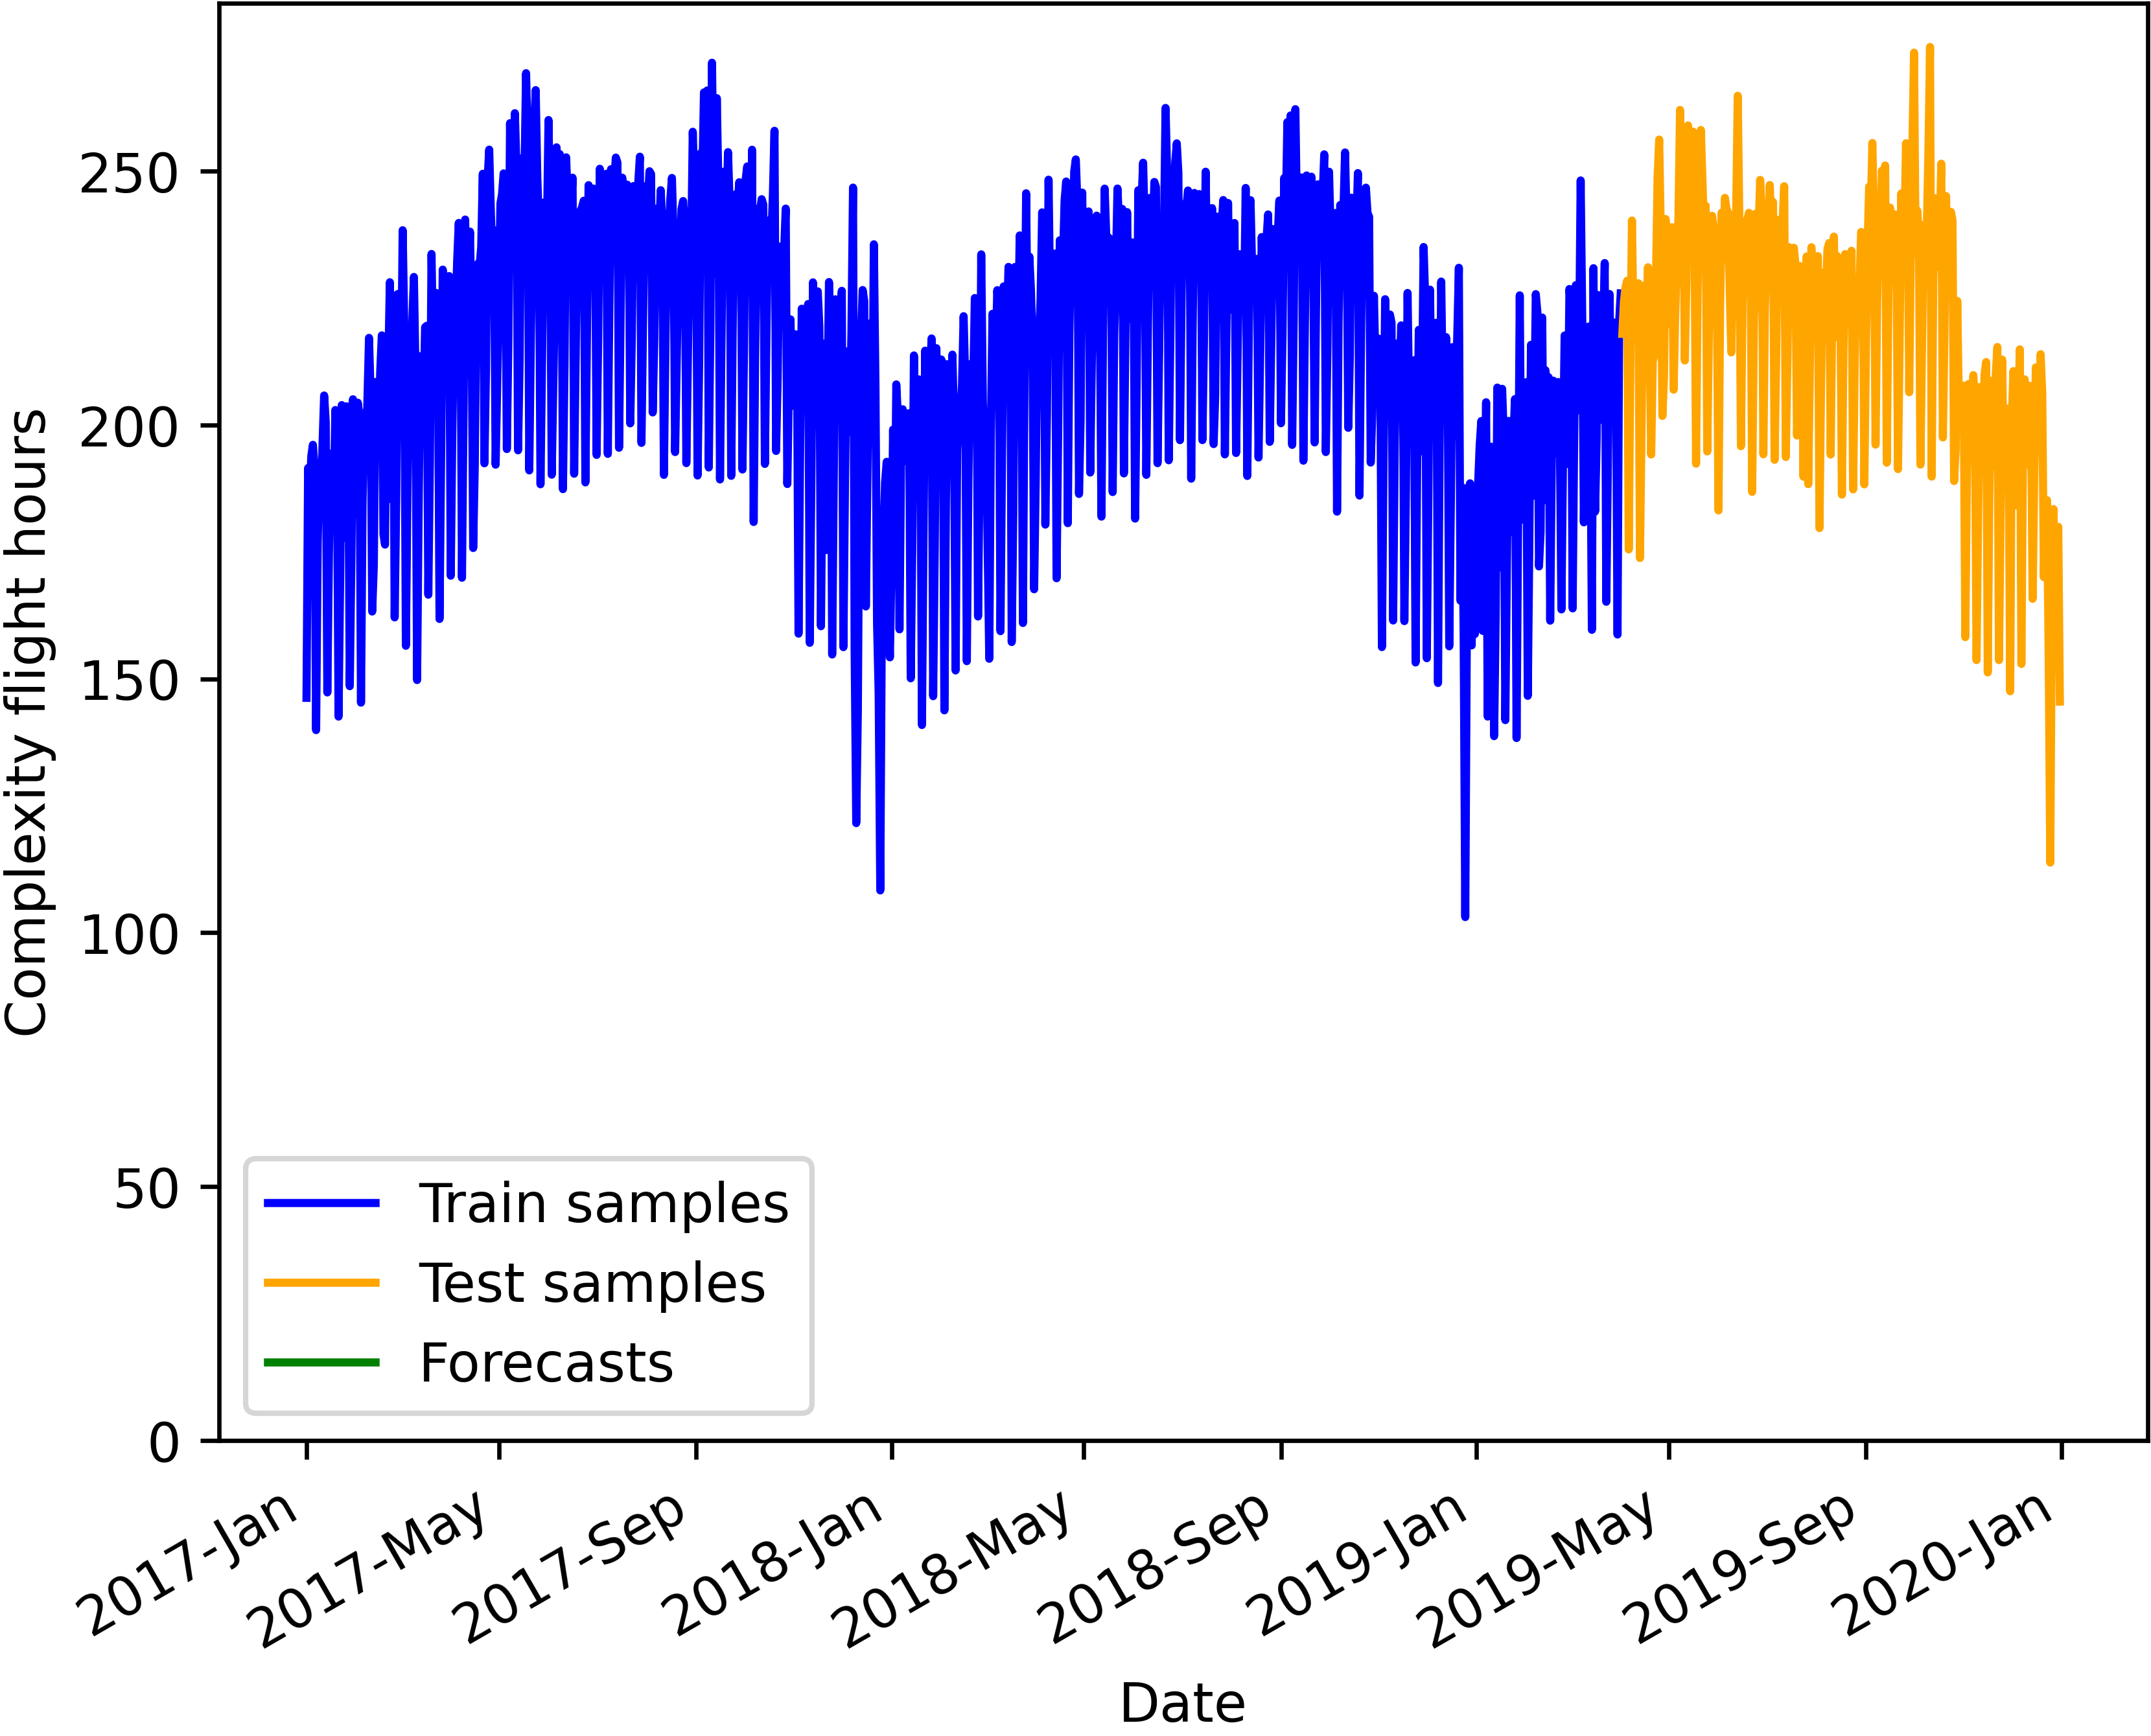 Complexity flight hours
250
200
150
100
50
0
Train samples
Test samples
Forecasts
2017-Jan
2017-May
2017-Sep
2018-Jan
2018-May
2018-Sep
2019-Jan
2019-May
2019-Sep
2020-Jan
Date